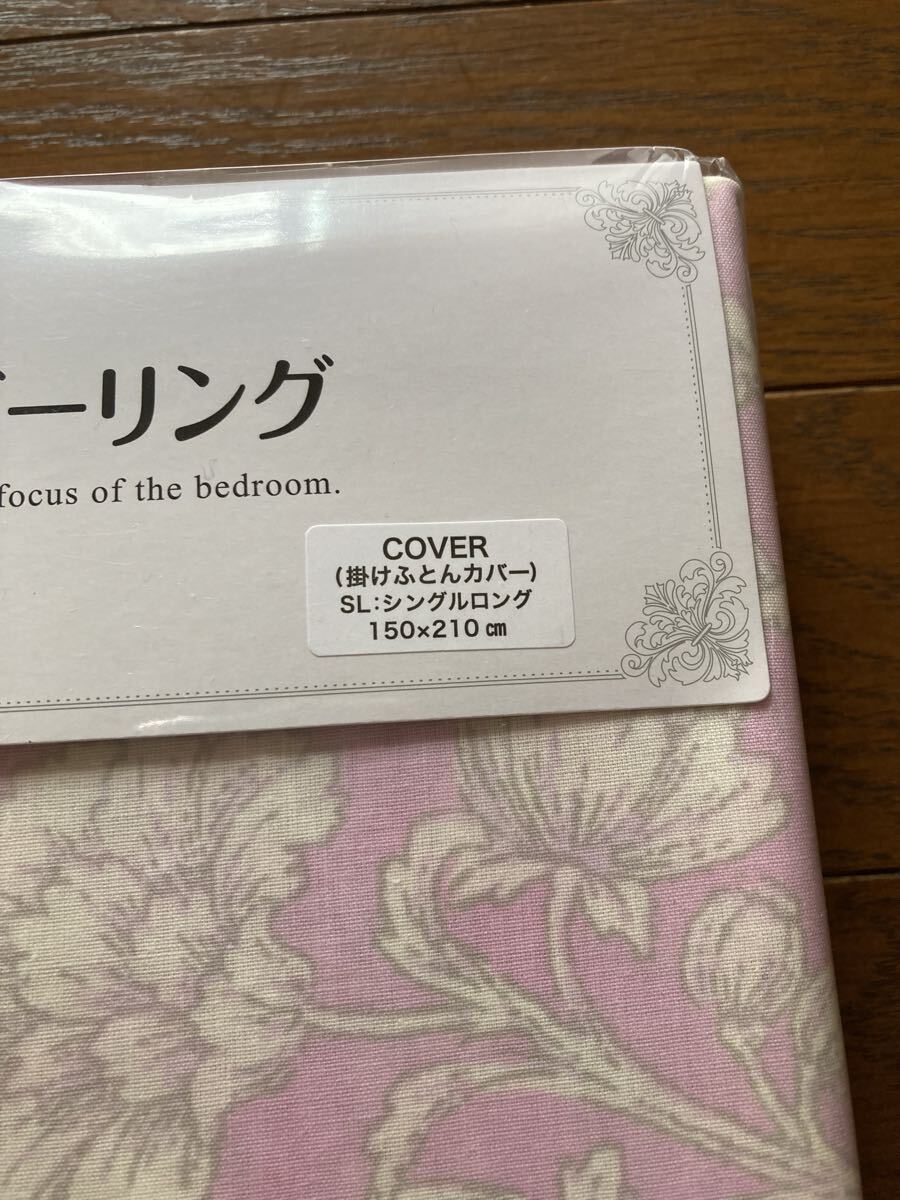 ーリング
focus of the bedroom.
COVER
(掛けふとんカバー)
SL:シングルロング
150×210㎝